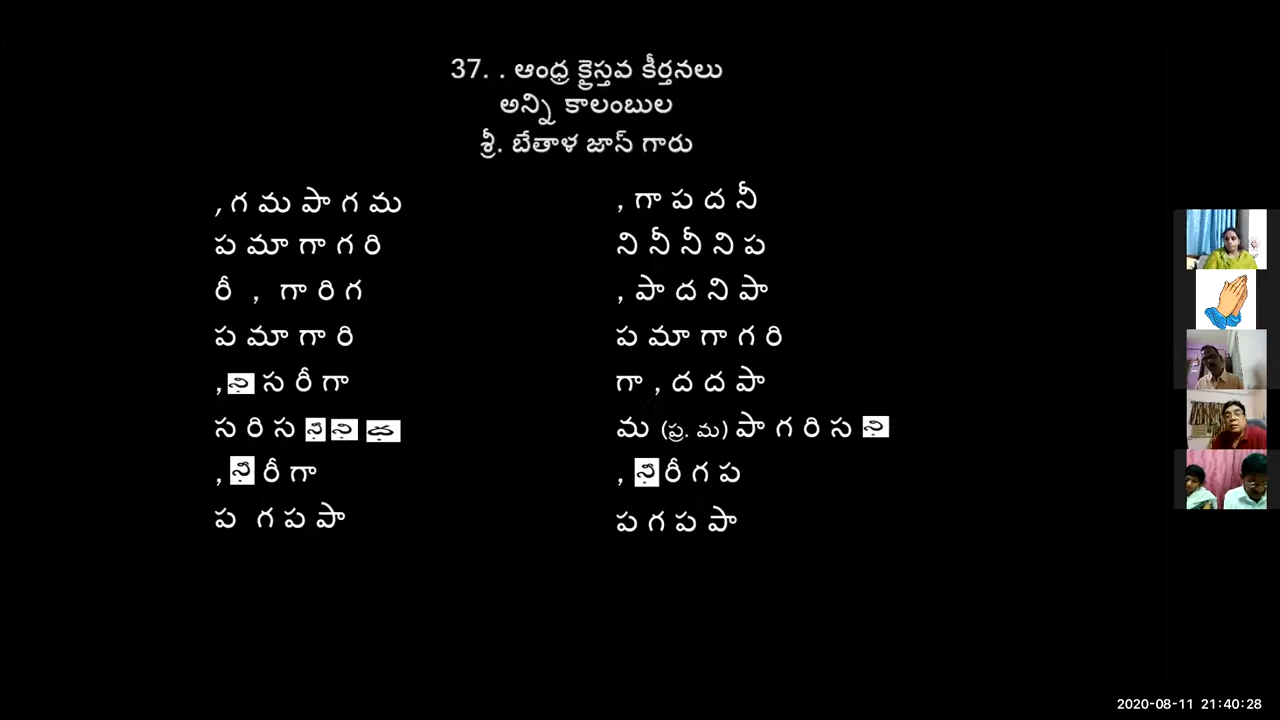 37. . ఆంధ్ర క్రైస్తవ కీర్తనలు
అన్ని కాలంబుల
శ్రీ. బేతాళ జాస్ గారు
, గ మ పా గ మ
ప మా గా గ రి
రీ , గా రి గ
ప మా గా రి
, ని స రీ గా
స రి స నీ ని ద
, నీ రీ గా
ప గ ప పా
, గా ప ద నీ
ని నీ నీ ని ప
, పా ద ని పా
ప మా గా గ రి
గా , ద ద పా
మ (ప్ర. మ) పా గ రి స ని
, నీ రీ గ ప
ప గ ప పా
2020-08-11 21:40:28